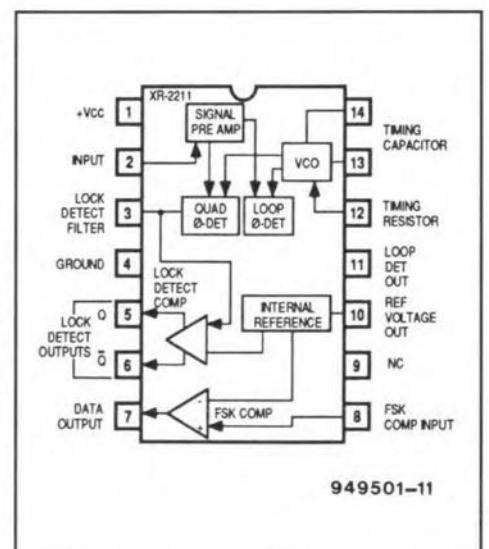 XR-2211
+VCC
1
INPUT
2
LOCK
DETECT
FILTER
3
GROUND
4
LOCK
DETECT
OUTPUTS
Q
5
Q̅
6
DATA
OUTPUT
7
SIGNAL
PRE AMP
VCO
QUAD
Ø-DET
LOOP
Ø-DET
LOCK
DETECT
COMP
INTERNAL
REFERENCE
-
FSK COMP
+
14
TIMING
CAPACITOR
13
12
TIMING
RESISTOR
11
LOOP
DET
OUT
10
REF
VOLTAGE
OUT
9
NC
8
FSK
COMP INPUT
949501-11